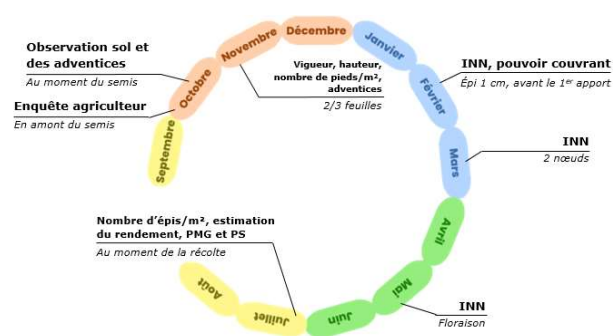 Décembre
Novembre
Janvier
Observation sol et
des adventices
Au moment du semis
Octobre
Vigueur, hauteur,
nombre de pieds/m²,
adventices
2/3 feuilles
Février
INN, pouvoir couvrant
Épi 1 cm, avant le 1er apport
Enquête agriculteur
En amont du semis
Septembre
Mars
INN
2 nœuds
Avril
Nombre d'épis/m², estimation
du rendement, PMG et PS
Au moment de la récolte
Août
Juillet
Juin
Mai
INN
Floraison